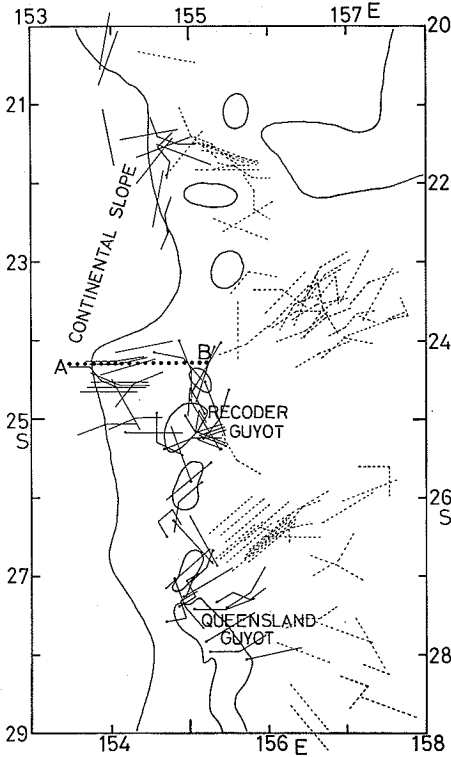 153 155 157 E
20
21
22
CONTINENTAL SLOPE
23
24
A B
25
S
RECODER
GUYOT
26
S
27
QUEENSLAND
GUYOT
28
29
154 156 E 158